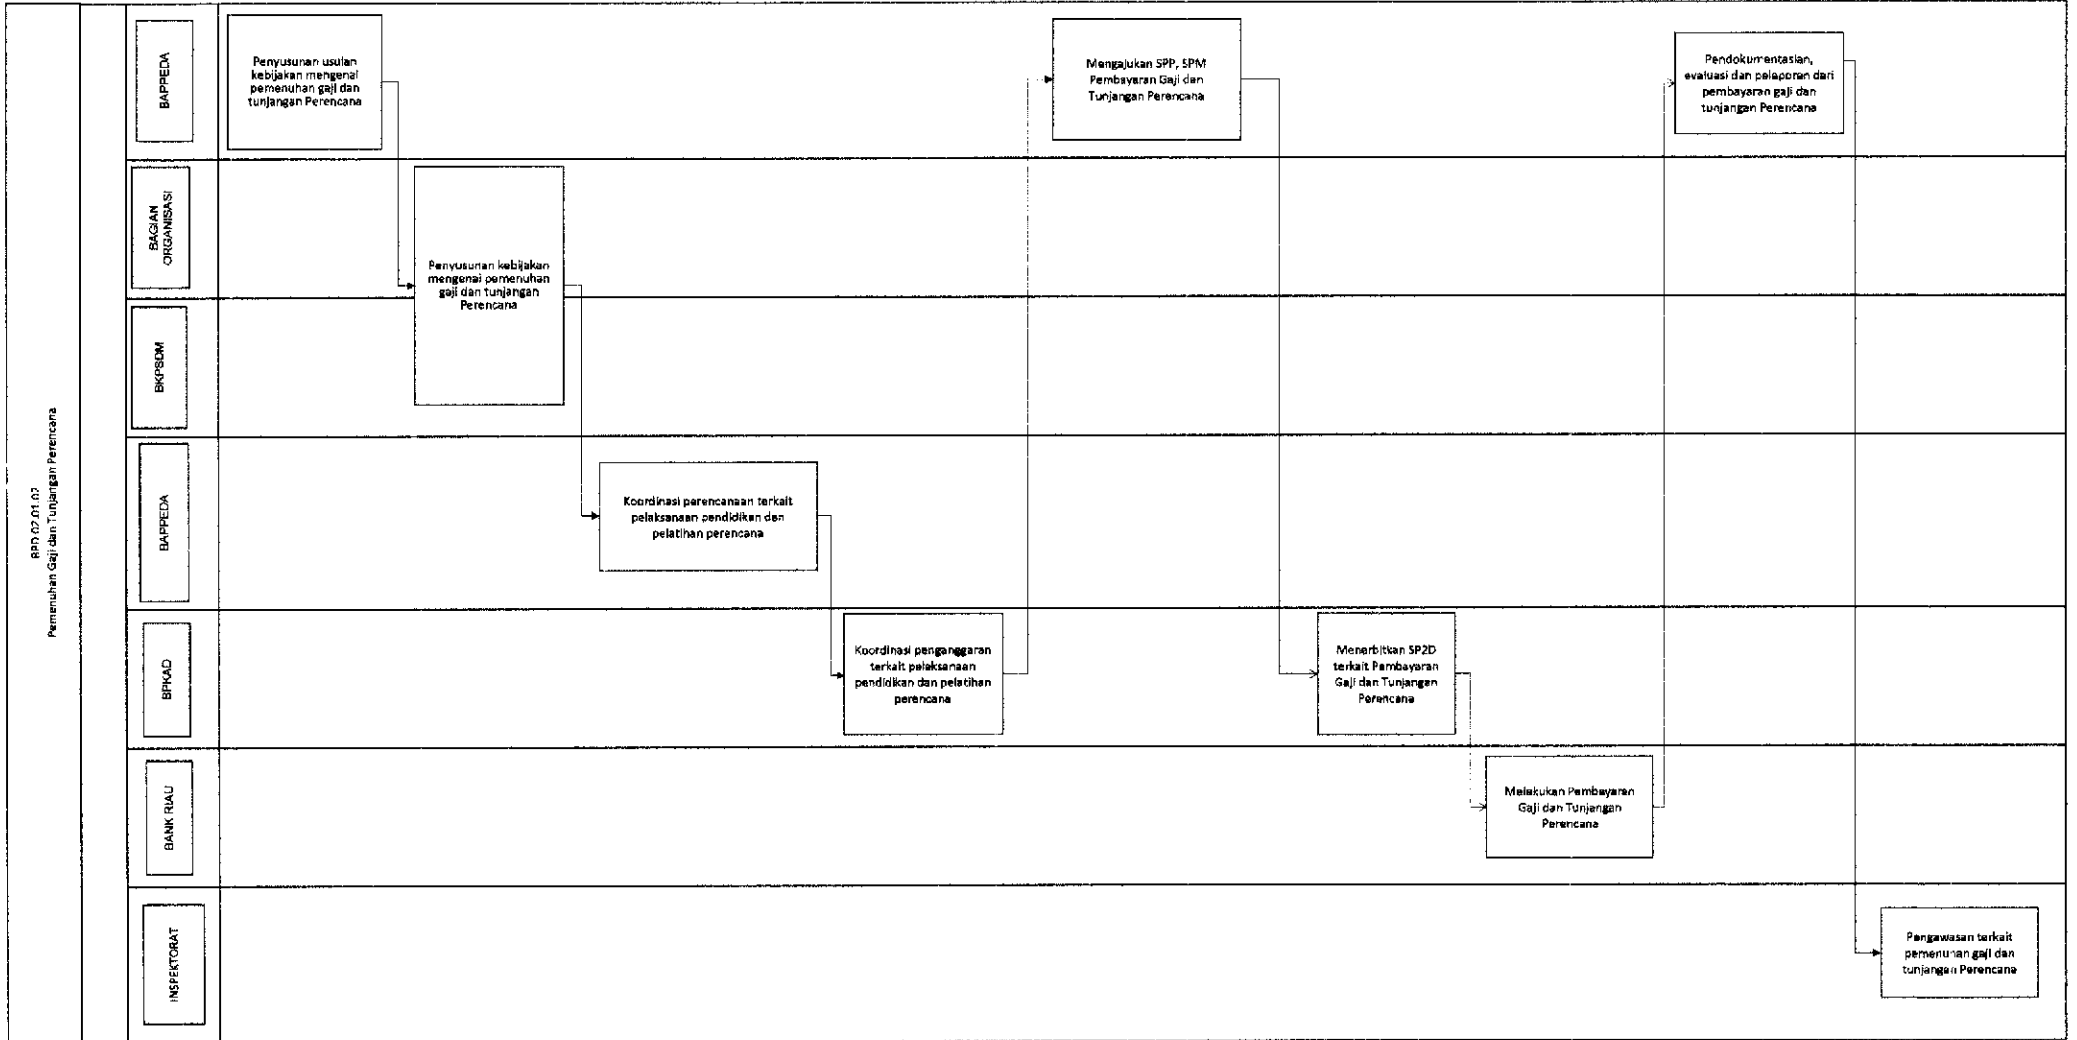 BPD 02.01.02
Pemenuhan Gaji dan Tunjangan Perencana
BAPPEDA
Penyusunan usulan
kebijakan mengenai
pemenuhan gaji dan
tunjangan Perencana
Mengajukan SPP, SPM
Pembayaran Gaji dan
Tunjangan Perencana
Pendokumentasian,
evaluasi dan pelaporan dari
pembayaran gaji dan
tunjangan Perencana
BAGIAN
ORGANISASI
Penyusunan kebijakan
mengenai pemenuhan
gaji dan tunjangan
Perencana
BKPSDM
BAPPEDA
Koordinasi perencanaan terkait
pelaksanaan pendidikan dan
pelatihan perencana
BPKAD
Koordinasi penganggaran
terkait pelaksanaan
pendidikan dan pelatihan
perencana
Menerbitkan SP2D
terkait Pembayaran
Gaji dan Tunjangan
Perencana
BANK RIAU
Melakukan Pembayaran
Gaji dan Tunjangan
Perencana
INSPEKTORAT
Pengawasan terkait
pemenuhan gaji dan
tunjangan Perencana